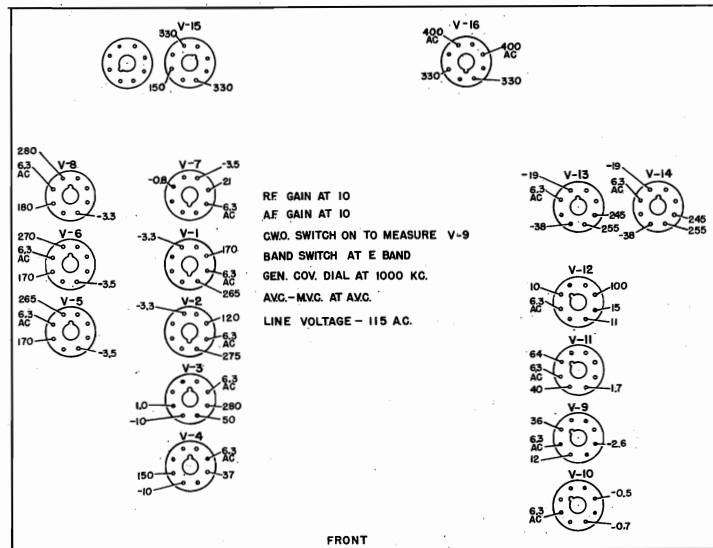 V-15
330
150
330
V-16
400
AC
400
AC
330
330
V-8
280
6.3
AC
180
-3.3
V-7
-3.5
-0.8
21
6.3
AC
V-6
270
6.3
AC
170
-3.5
V-1
-3.3
170
6.3
AC
265
V-5
265
6.3
AC
170
-3.5
V-2
-3.3
120
6.3
AC
275
V-3
6.3
AC
1.0
280
-10
50
V-4
6.3
AC
150
37
-10
R.F. GAIN AT 10
A.F. GAIN AT 10
C.W.O. SWITCH ON TO MEASURE V-9
BAND SWITCH AT E BAND
GEN. COV. DIAL AT 1000 KC.
A.V.C.-M.V.C. AT A.V.C.
LINE VOLTAGE - 115 A.C.
V-13
-19
6.3
AC
245
-38
255
V-14
-19
6.3
AC
245
-38
255
V-12
10
100
6.3
AC
15
11
V-11
64
6.3
AC
40
1.7
V-9
36
6.3
AC
-2.6
12
V-10
-0.5
6.3
AC
-0.7
FRONT